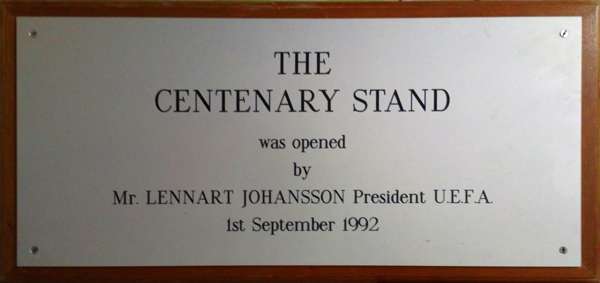 THE
CENTENARY STAND
was opened
by
Mr. LENNART JOHANSSON President U.E.F.A.
1st September 1992